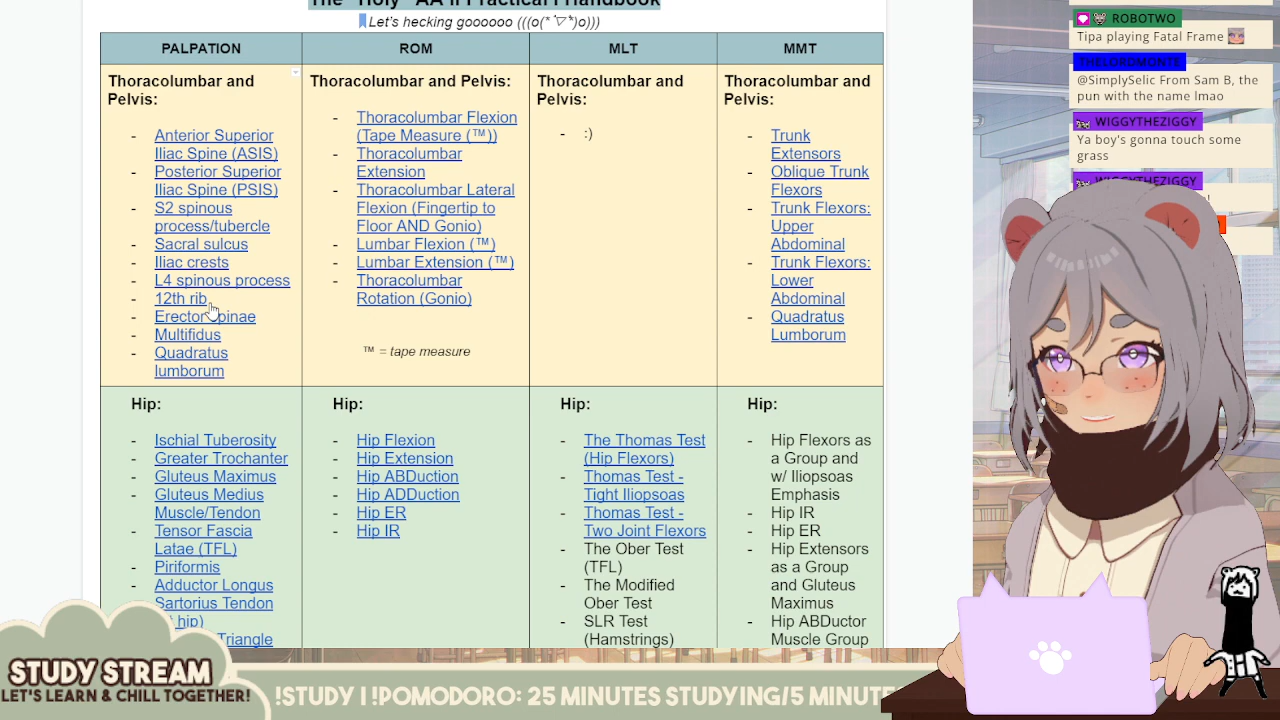 The "Holy" AA II Practical Handbook
Let's hecking goooooo (((o(*ﾟ▽ﾟ*)o)))
PALPATION
ROM
MLT
MMT
Thoracolumbar and
Pelvis:
- Anterior Superior
Iliac Spine (ASIS)
- Posterior Superior
Iliac Spine (PSIS)
- S2 spinous
process/tubercle
- Sacral sulcus
- Iliac crests
- L4 spinous process
- 12th rib
- Erector spinae
- Multifidus
- Quadratus
lumborum
Thoracolumbar and Pelvis:
- Thoracolumbar Flexion
(Tape Measure (™))
- Thoracolumbar
Extension
- Thoracolumbar Lateral
Flexion (Fingertip to
Floor AND Gonio)
- Lumbar Flexion (™)
- Lumbar Extension (™)
- Thoracolumbar
Rotation (Gonio)
™ = tape measure
Thoracolumbar and
Pelvis:
- :)
Thoracolumbar and
Pelvis:
- Trunk
Extensors
- Oblique Trunk
Flexors
- Trunk Flexors:
Upper
Abdominal
- Trunk Flexors:
Lower
Abdominal
- Quadratus
Lumborum
Hip:
- Ischial Tuberosity
- Greater Trochanter
- Gluteus Maximus
- Gluteus Medius
Muscle/Tendon
- Tensor Fascia
Latae (TFL)
- Piriformis
- Adductor Longus
Sartorius Tendon
hip)
Triangle
Hip:
- Hip Flexion
- Hip Extension
- Hip ABDuction
- Hip ADDuction
- Hip ER
- Hip IR
Hip:
- The Thomas Test
(Hip Flexors)
- Thomas Test -
Tight Iliopsoas
- Thomas Test -
Two Joint Flexors
- The Ober Test
(TFL)
- The Modified
Ober Test
- SLR Test
(Hamstrings)
Hip:
- Hip Flexors as
a Group and
w/ Iliopsoas
Emphasis
- Hip IR
- Hip ER
- Hip Extensors
as a Group
and Gluteus
Maximus
- Hip ABDuctor
Muscle Group
ROBOTWO
Tipa playing Fatal Frame
THELORDMONTE
@SimplySelic From Sam B, the
pun with the name lmao
WIGGYTHEZIGGY
Ya boy's gonna touch some
grass
WIGGYTHEZIGGY
STUDY STREAM
LET'S LEARN & CHILL TOGETHER!
!STUDY | !POMODORO: 25 MINUTES STUDYING/5 MINUTE